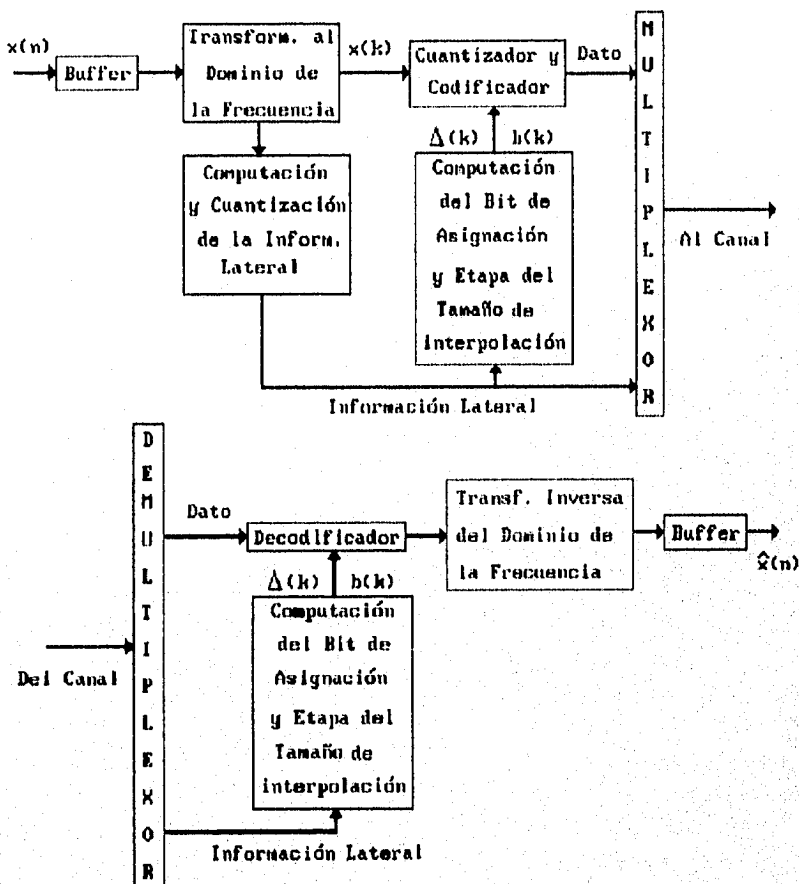 x(n)
Buffer
Transform. al
Dominio de
la Frecuencia
x(k)
Cuantizador y
Codificador
Dato
MULTIPLEXOR
Al Canal
Computación
y Cuantización
de la Inform.
Lateral
Δ(k) b(k)
Computación
del Bit de
Asignación
y Etapa del
Tamaño de
interpolación
Información Lateral
DEMULTIPLEXOR
Del Canal
Dato
Decodificador
Transf. Inversa
del Dominio de
la Frecuencia
Buffer
x̂(n)
Δ(k) b(k)
Computación
del Bit de
Asignación
y Etapa del
Tamaño de
interpolación
Información Lateral